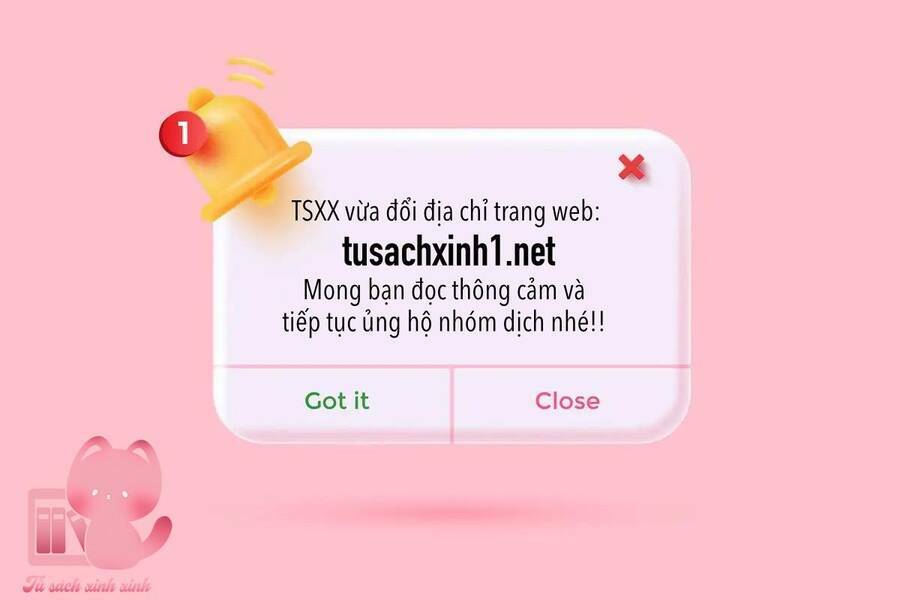 1
TSXX vừa đổi địa chỉ trang web:
tusachxinh1.net
Mong bạn đọc thông cảm và
tiếp tục ủng hộ nhóm dịch nhé!!
Got it
Close
Tủ sách xinh xinh